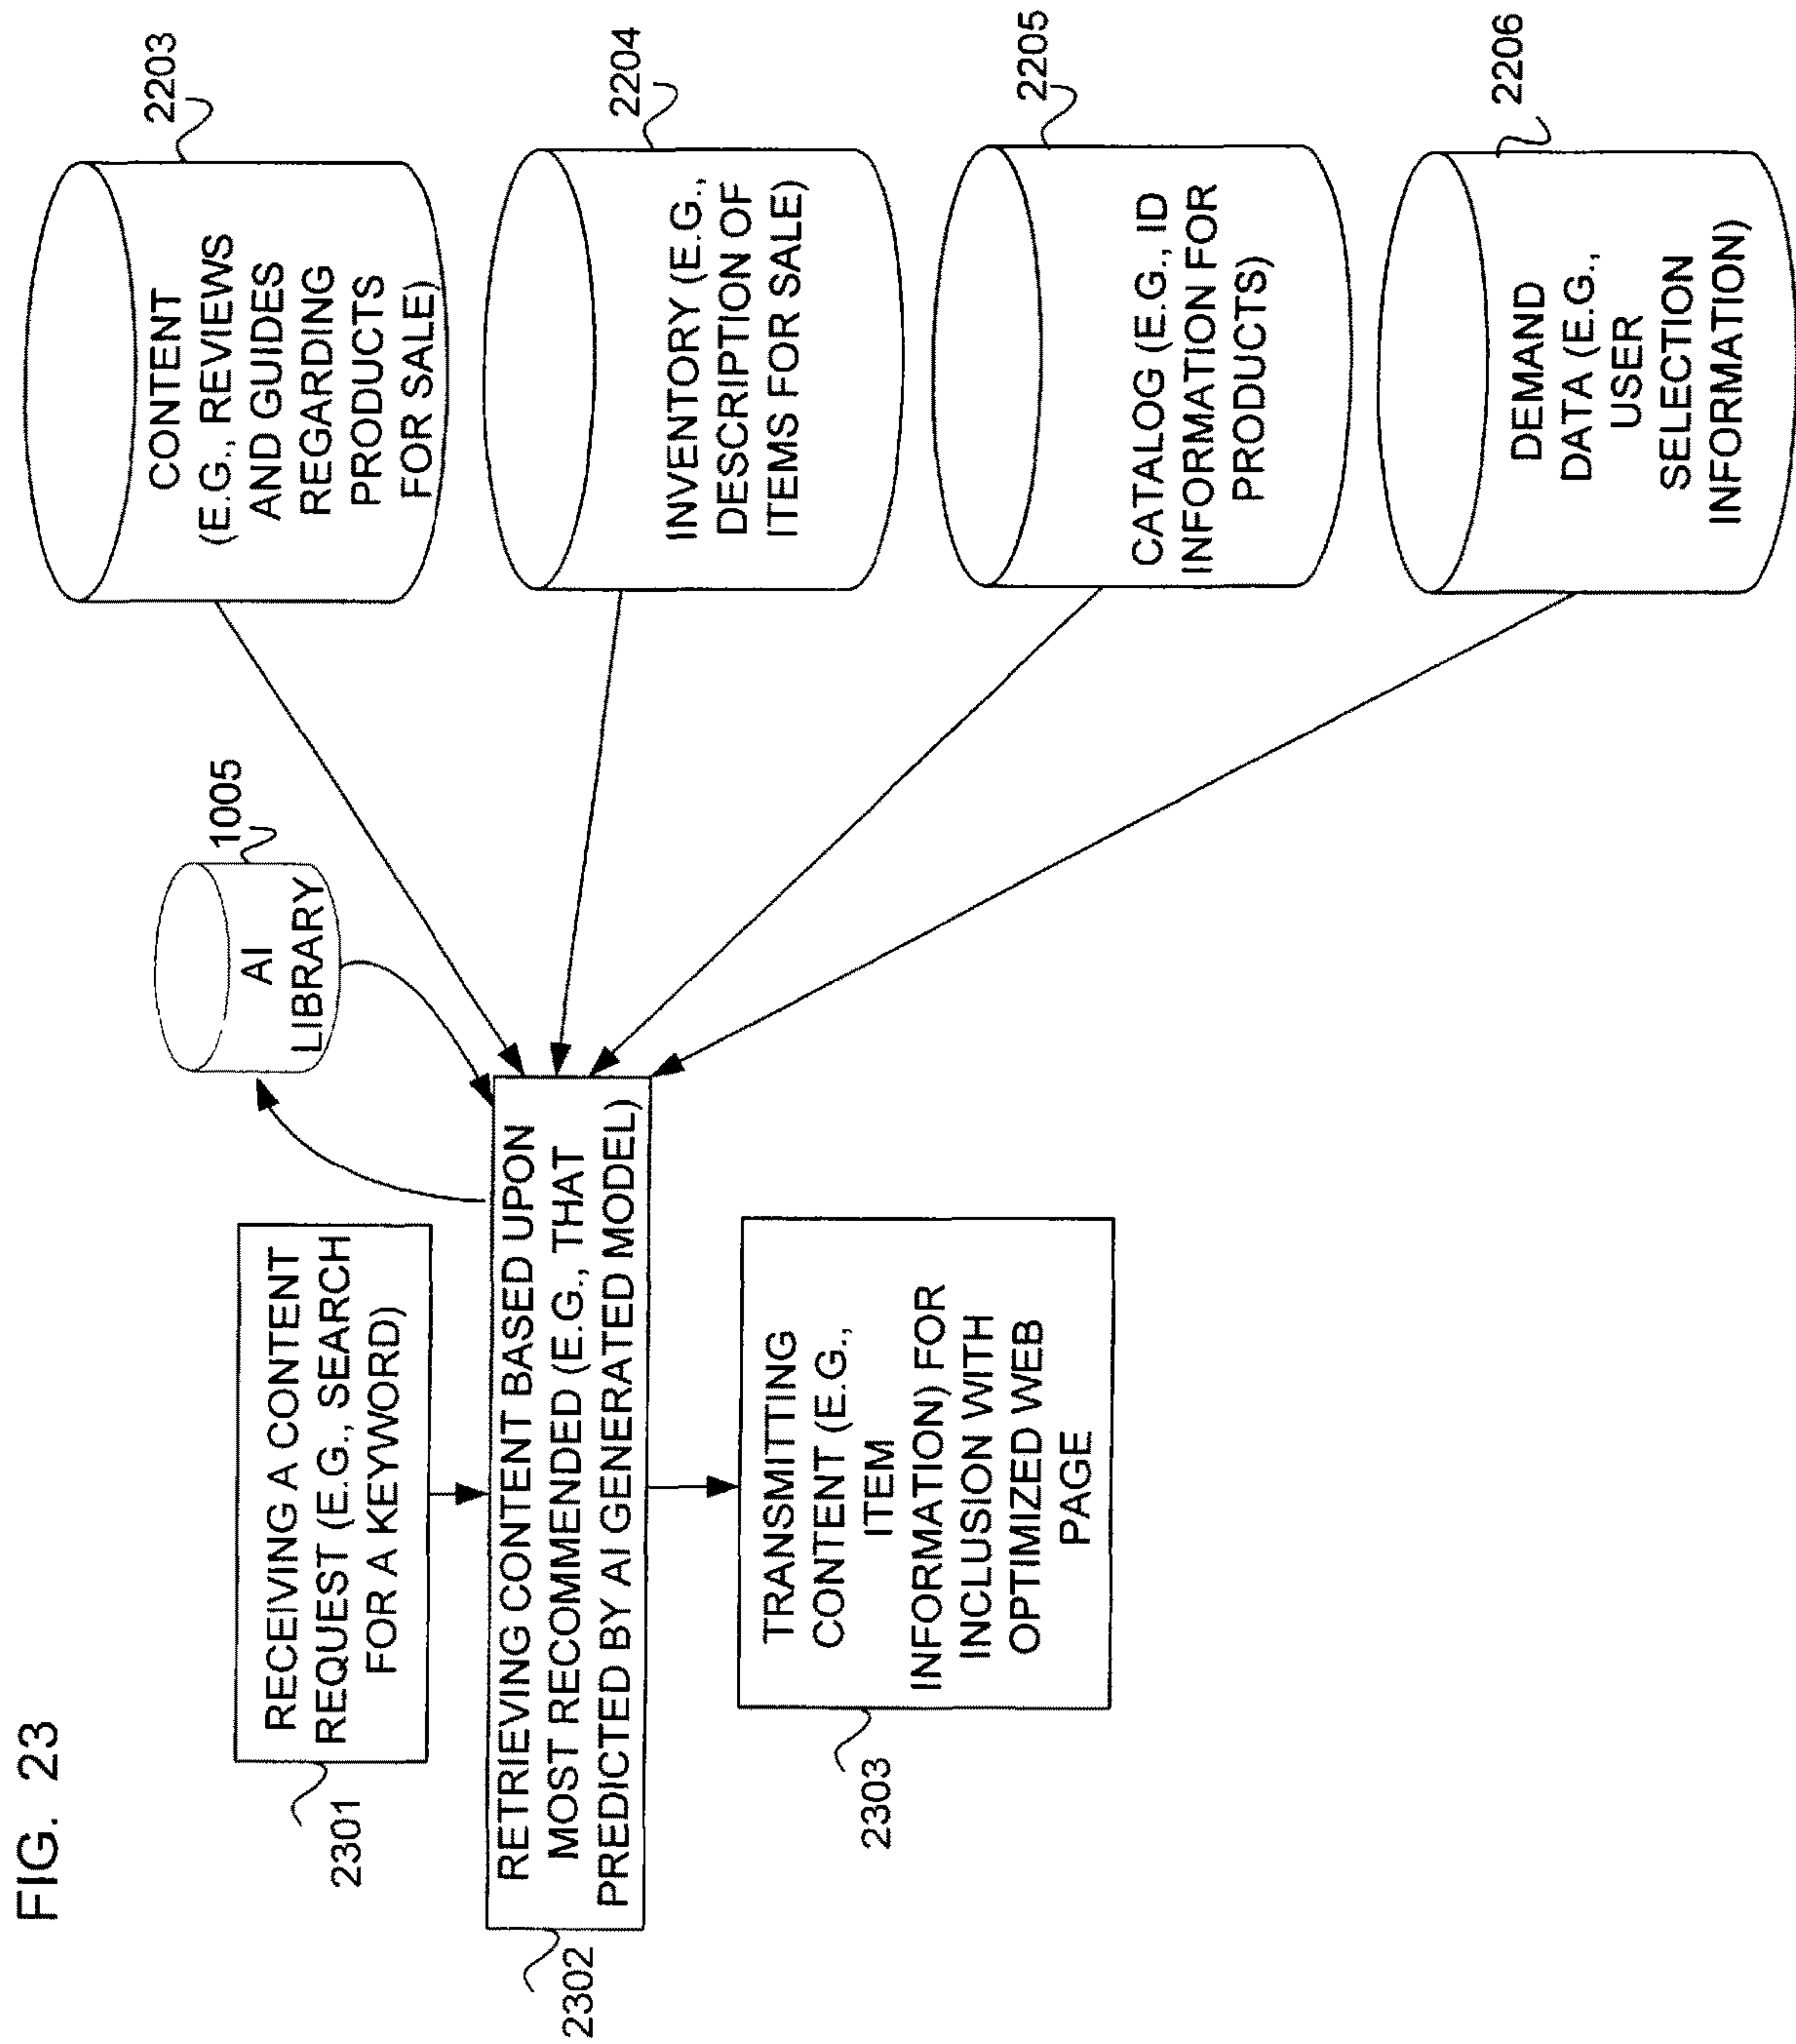 FIG. 23
2301
RECEIVING A CONTENT
REQUEST (E.G., SEARCH
FOR A KEYWORD)
2302
RETRIEVING CONTENT BASED UPON
MOST RECOMMENDED (E.G., THAT
PREDICTED BY AI GENERATED MODEL)
2303
TRANSMITTING
CONTENT (E.G.,
ITEM
INFORMATION) FOR
INCLUSION WITH
OPTIMIZED WEB
PAGE
1005
AI
LIBRARY
2203
CONTENT
(E.G., REVIEWS
AND GUIDES
REGARDING
PRODUCTS
FOR SALE)
2204
INVENTORY (E.G.,
DESCRIPTION OF
ITEMS FOR SALE)
2205
CATALOG (E.G., ID
INFORMATION FOR
PRODUCTS)
2206
DEMAND
DATA (E.G.,
USER
SELECTION
INFORMATION)